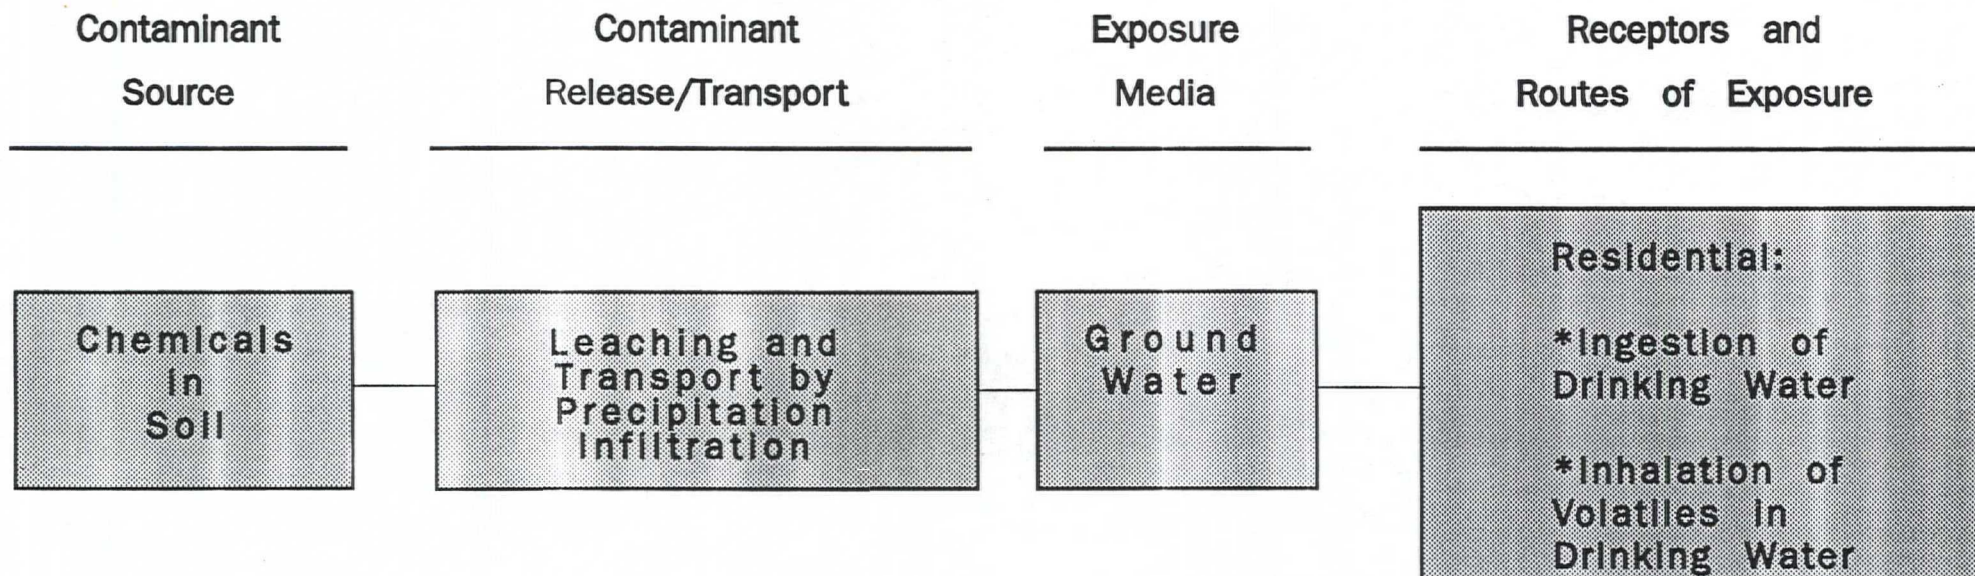 Contaminant
Source
Contaminant
Release/Transport
Exposure
Media
Receptors and
Routes of Exposure
Chemicals
in
Soil
Leaching and
Transport by
Precipitation
Infiltration
Ground
Water
Residential:
*Ingestion of
Drinking Water
*Inhalation of
Volatiles in
Drinking Water